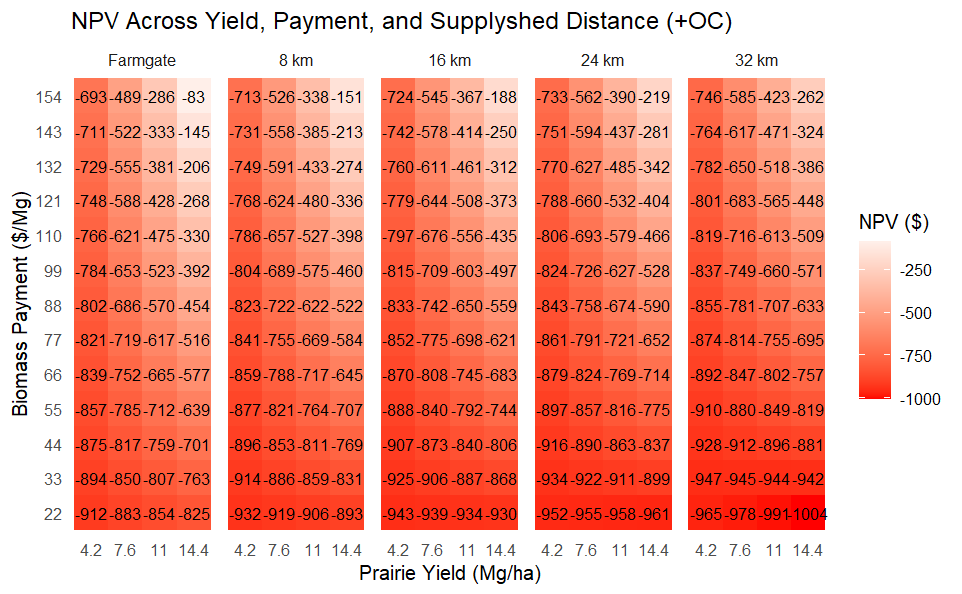 NPV Across Yield, Payment, and Supplyshed Distance (+OC)
Farmgate 8 km 16 km 24 km 32 km
154 -693 -489 -286 -83 -713 -526 -338 -151 -724 -545 -367 -188 -733 -562 -390 -219 -746 -585 -423 -262
143 -711 -522 -333 -145 -731 -558 -385 -213 -742 -578 -414 -250 -751 -594 -437 -281 -764 -617 -471 -324
132 -729 -555 -381 -206 -749 -591 -433 -274 -760 -611 -461 -312 -770 -627 -485 -342 -782 -650 -518 -386
121 -748 -588 -428 -268 -768 -624 -480 -336 -779 -644 -508 -373 -788 -660 -532 -404 -801 -683 -565 -448
110 -766 -621 -475 -330 -786 -657 -527 -398 -797 -676 -556 -435 -806 -693 -579 -466 -819 -716 -613 -509
99 -784 -653 -523 -392 -804 -689 -575 -460 -815 -709 -603 -497 -824 -726 -627 -528 -837 -749 -660 -571
88 -802 -686 -570 -454 -823 -722 -622 -522 -833 -742 -650 -559 -843 -758 -674 -590 -855 -781 -707 -633
77 -821 -719 -617 -516 -841 -755 -669 -584 -852 -775 -698 -621 -861 -791 -721 -652 -874 -814 -755 -695
66 -839 -752 -665 -577 -859 -788 -717 -645 -870 -808 -745 -683 -879 -824 -769 -714 -892 -847 -802 -757
55 -857 -785 -712 -639 -877 -821 -764 -707 -888 -840 -792 -744 -897 -857 -816 -775 -910 -880 -849 -819
44 -875 -817 -759 -701 -896 -853 -811 -769 -907 -873 -840 -806 -916 -890 -863 -837 -928 -912 -896 -881
33 -894 -850 -807 -763 -914 -886 -859 -831 -925 -906 -887 -868 -934 -922 -911 -899 -947 -945 -944 -942
22 -912 -883 -854 -825 -932 -919 -906 -893 -943 -939 -934 -930 -952 -955 -958 -961 -965 -978 -991 -1004
4.2 7.6 11 14.4 4.2 7.6 11 14.4 4.2 7.6 11 14.4 4.2 7.6 11 14.4 4.2 7.6 11 14.4
Prairie Yield (Mg/ha)
Biomass Payment ($/Mg)
NPV ($)
-250
-500
-750
-1000